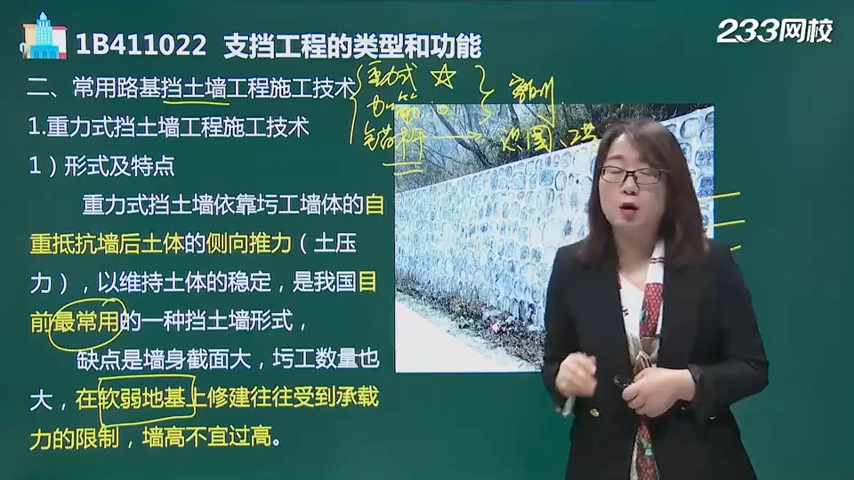 1B411022 支挡工程的类型和功能
233网校
二、常用路基挡土墙工程施工技术
重力式
锚杆
识图
1.重力式挡土墙工程施工技术
1）形式及特点
重力式挡土墙依靠圬工墙体的自
重抵抗墙后土体的侧向推力（土压
力），以维持土体的稳定，是我国目
前最常用的一种挡土墙形式，
缺点是墙身截面大，圬工数量也
大，在软弱地基上修建往往受到承载
力的限制，墙高不宜过高。